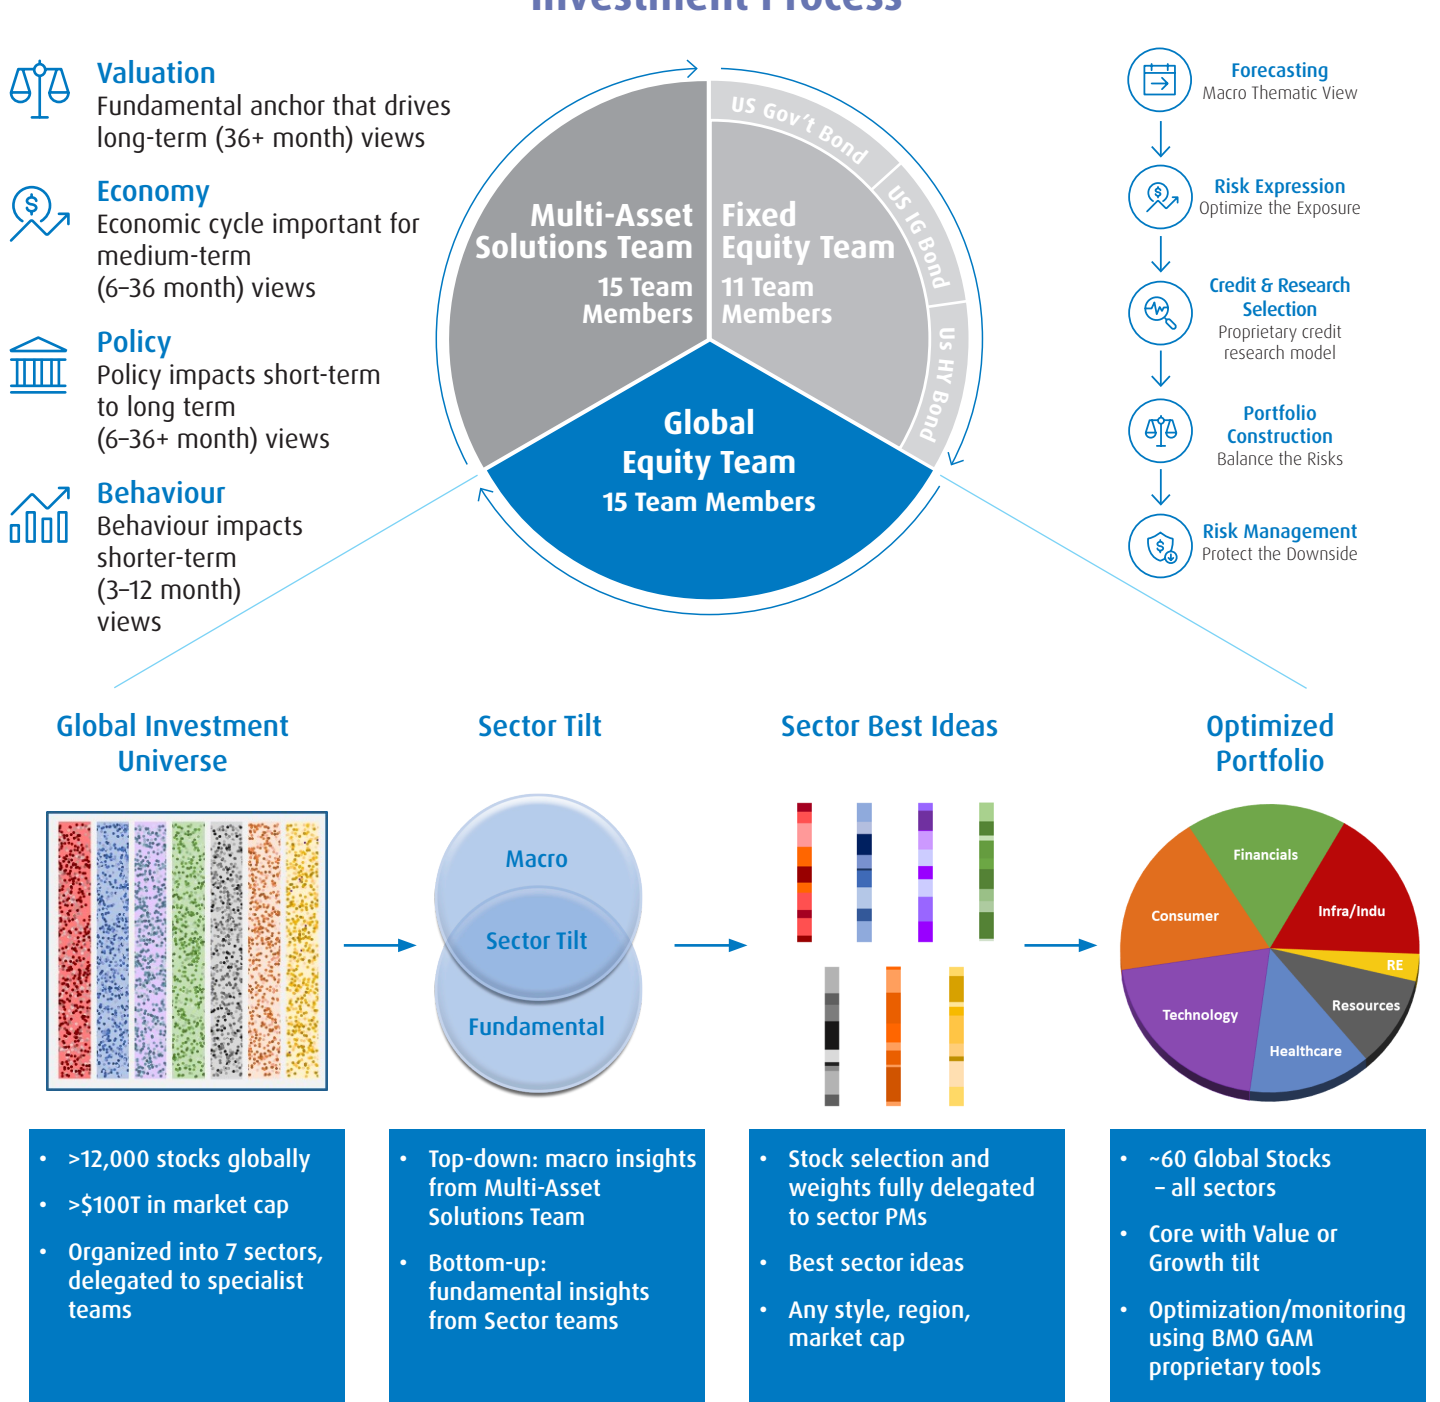 Investment Process
Valuation
Fundamental anchor that drives
long-term (36+ month) views
Economy
Economic cycle important for
medium-term
(6–36 month) views
Policy
Policy impacts short-term
to long term
(6–36+ month) views
Behaviour
Behaviour impacts
shorter-term
(3–12 month)
views
Multi-Asset
Solutions Team
15 Team
Members
Fixed
Equity Team
11 Team
Members
US Gov't Bond
US IG Bond
Us HY Bond
Global
Equity Team
15 Team Members
Forecasting
Macro Thematic View
Risk Expression
Optimize the Exposure
Credit & Research
Selection
Proprietary credit
research model
Portfolio
Construction
Balance the Risks
Risk Management
Protect the Downside
Global Investment
Universe
Sector Tilt
Sector Best Ideas
Optimized
Portfolio
Macro
Sector Tilt
Fundamental
Financials
Infra/Indu
RE
Resources
Healthcare
Technology
Consumer
• >12,000 stocks globally
• >$100T in market cap
• Organized into 7 sectors,
delegated to specialist
teams
• Top-down: macro insights
from Multi-Asset
Solutions Team
• Bottom-up:
fundamental insights
from Sector teams
• Stock selection and
weights fully delegated
to sector PMs
• Best sector ideas
• Any style, region,
market cap
• ~60 Global Stocks
– all sectors
• Core with Value or
Growth tilt
• Optimization/monitoring
using BMO GAM
proprietary tools